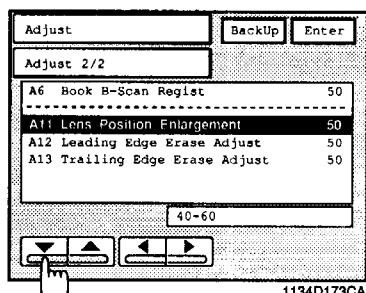 Adjust BackUp Enter
Adjust 2/2
A6 Book B-Scan Regist 50
A11 Lens Position Enlargement 50
A12 Leading Edge Erase Adjust 50
A13 Trailing Edge Erase Adjust 50
40-60
1134D173CA